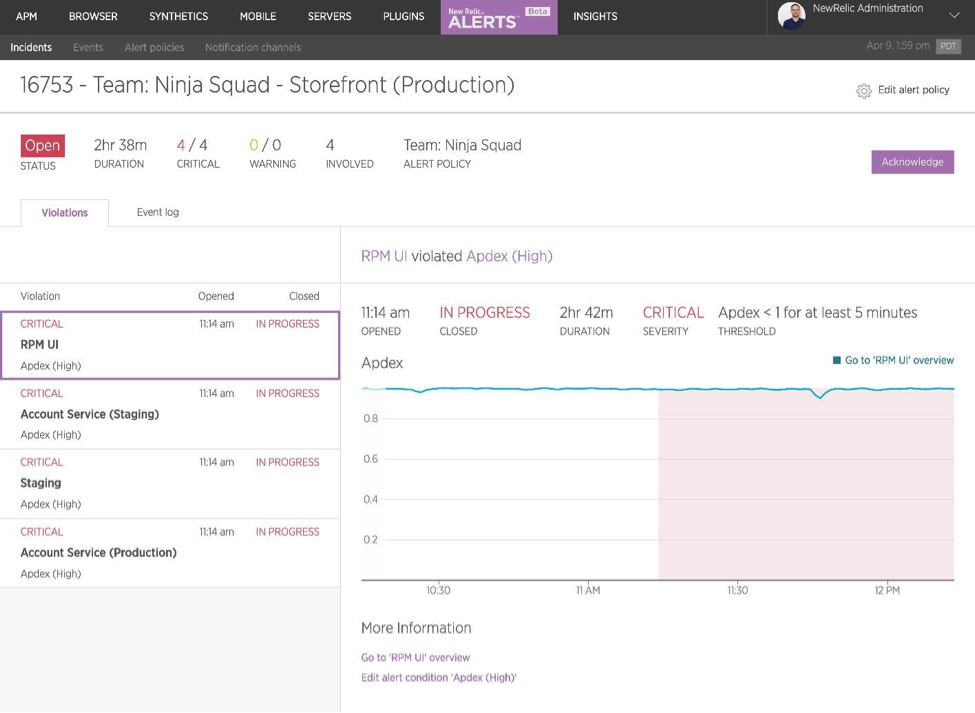 APM BROWSER SYNTHETICS MOBILE SERVERS PLUGINS New Relic. ALERTS Beta INSIGHTS NewRelic Administration
Incidents Events Alert policies Notification channels Apr 9, 1:59 pm PDT
16753 - Team: Ninja Squad - Storefront (Production)
Edit alert policy
Open 2hr 38m 4 / 4 0 / 0 4 Team: Ninja Squad
STATUS DURATION CRITICAL WARNING INVOLVED ALERT POLICY
Acknowledge
Violations Event log
RPM UI violated Apdex (High)
Violation Opened Closed
CRITICAL 11:14 am IN PROGRESS
RPM UI
Apdex (High)
CRITICAL 11:14 am IN PROGRESS
Account Service (Staging)
Apdex (High)
CRITICAL 11:14 am IN PROGRESS
Staging
Apdex (High)
CRITICAL 11:14 am IN PROGRESS
Account Service (Production)
Apdex (High)
11:14 am IN PROGRESS 2hr 42m CRITICAL Apdex < 1 for at least 5 minutes
OPENED CLOSED DURATION SEVERITY THRESHOLD
Apdex
Go to 'RPM UI' overview
0.8
0.6
0.4
0.2
10:30 11 AM 11:30 12 PM
More Information
Go to 'RPM UI' overview
Edit alert condition 'Apdex (High)'